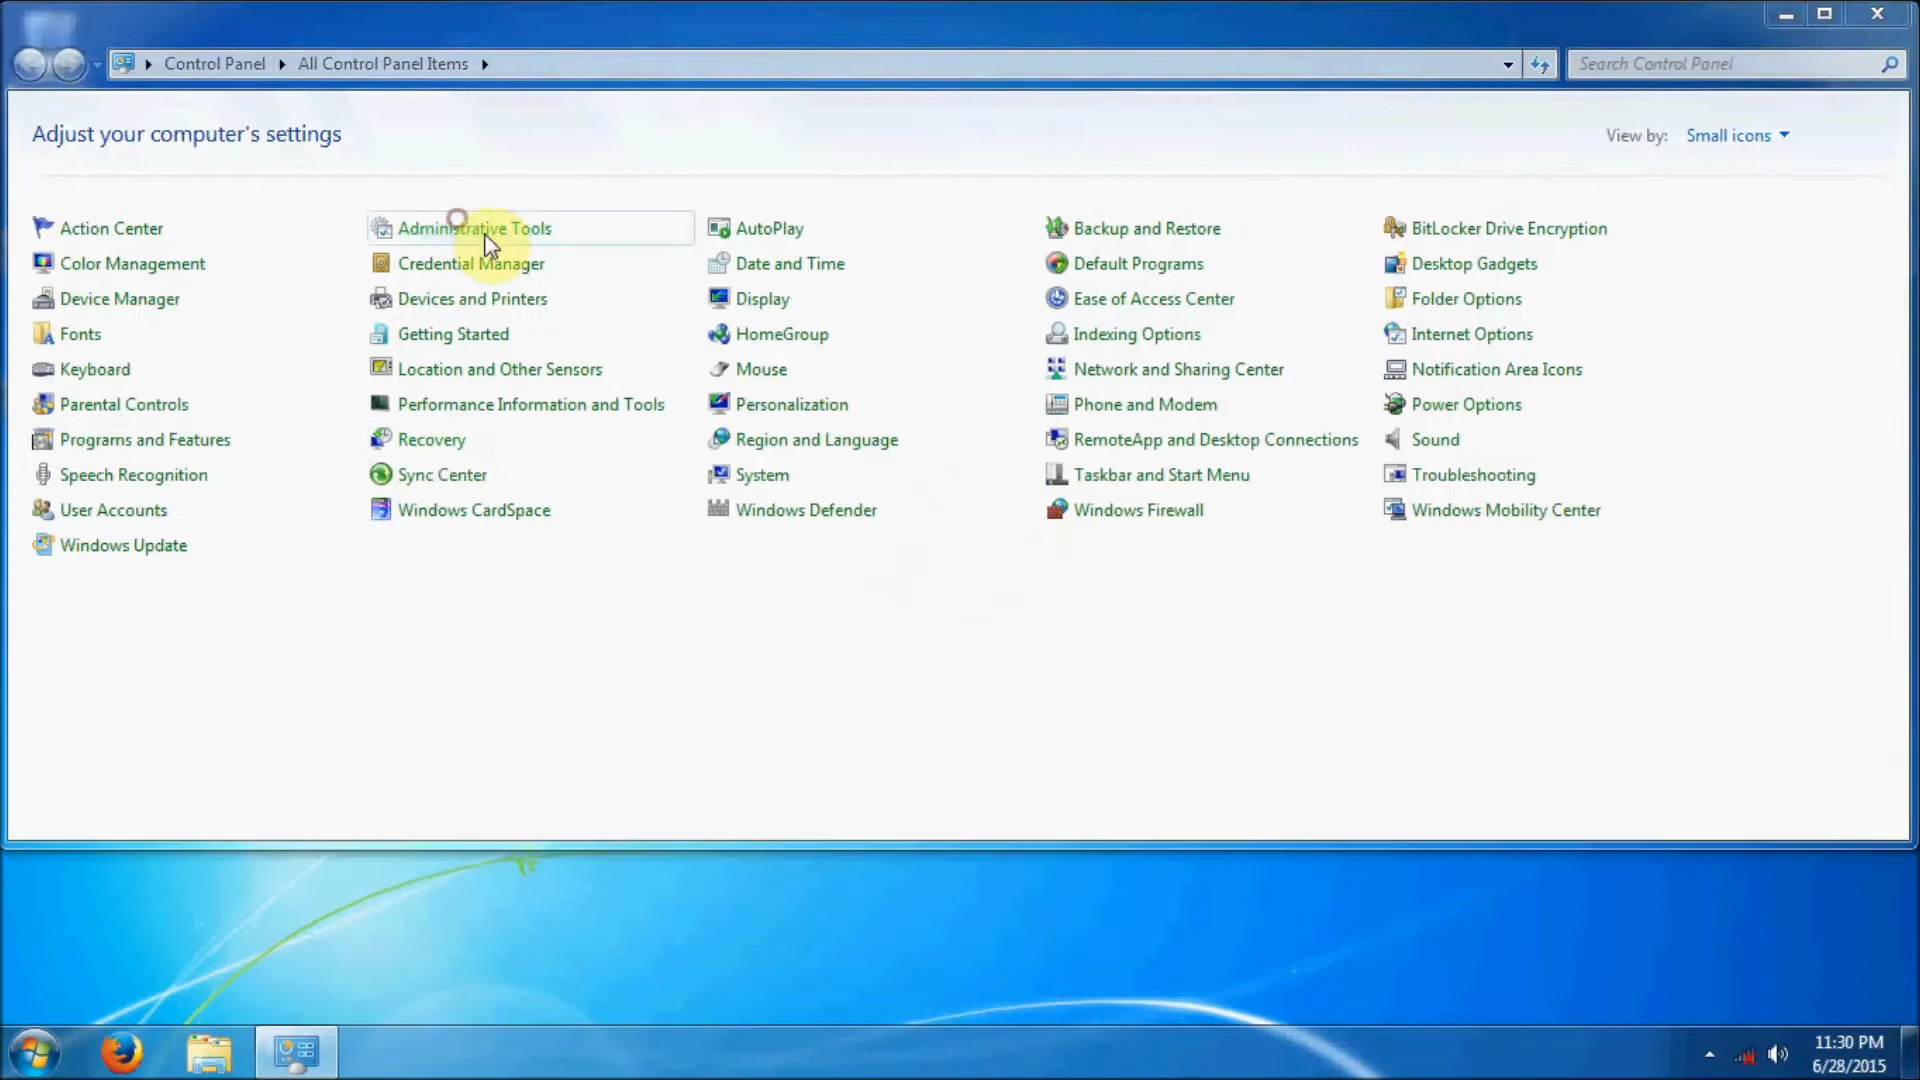 Control Panel All Control Panel Items
Search Control Panel
Adjust your computer's settings
View by: Small icons
Action Center Administrative Tools AutoPlay Backup and Restore BitLocker Drive Encryption
Color Management Credential Manager Date and Time Default Programs Desktop Gadgets
Device Manager Devices and Printers Display Ease of Access Center Folder Options
Fonts Getting Started HomeGroup Indexing Options Internet Options
Keyboard Location and Other Sensors Mouse Network and Sharing Center Notification Area Icons
Parental Controls Performance Information and Tools Personalization Phone and Modem Power Options
Programs and Features Recovery Region and Language RemoteApp and Desktop Connections Sound
Speech Recognition Sync Center System Taskbar and Start Menu Troubleshooting
User Accounts Windows CardSpace Windows Defender Windows Firewall Windows Mobility Center
Windows Update
11:30 PM
6/28/2015